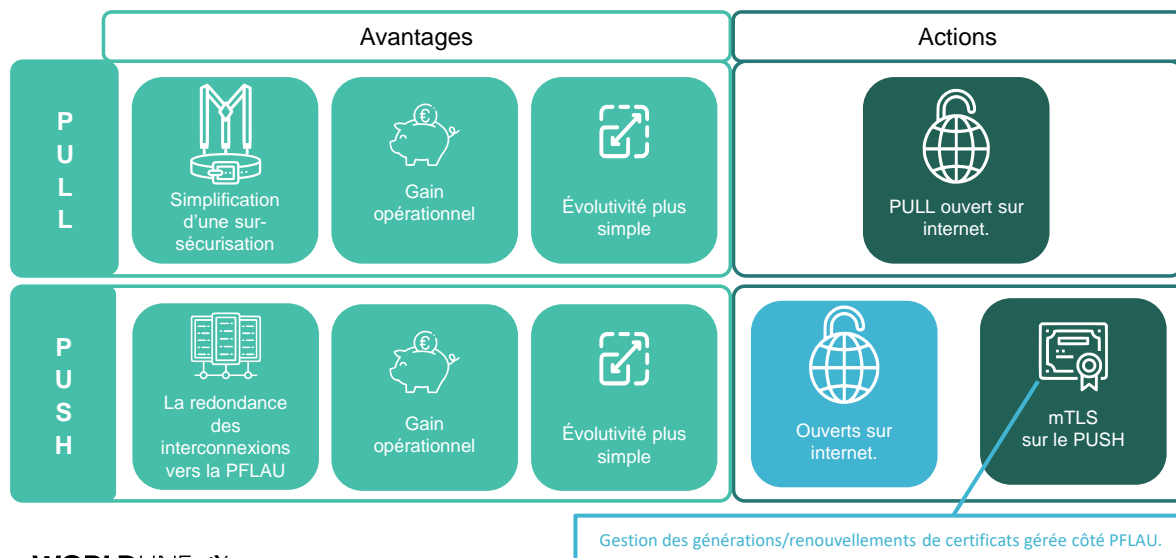 Avantages
Actions
PULL
Simplification
d'une sur-
sécurisation
Gain
opérationnel
Évolutivité plus
simple
PULL ouvert sur
internet.
PUSH
La redondance
des
interconnexions
vers la PFLAU
Gain
opérationnel
Évolutivité plus
simple
Ouverts sur
internet.
mTLS
sur le PUSH
Gestion des générations/renouvellements de certificats gérée côté PFLAU.